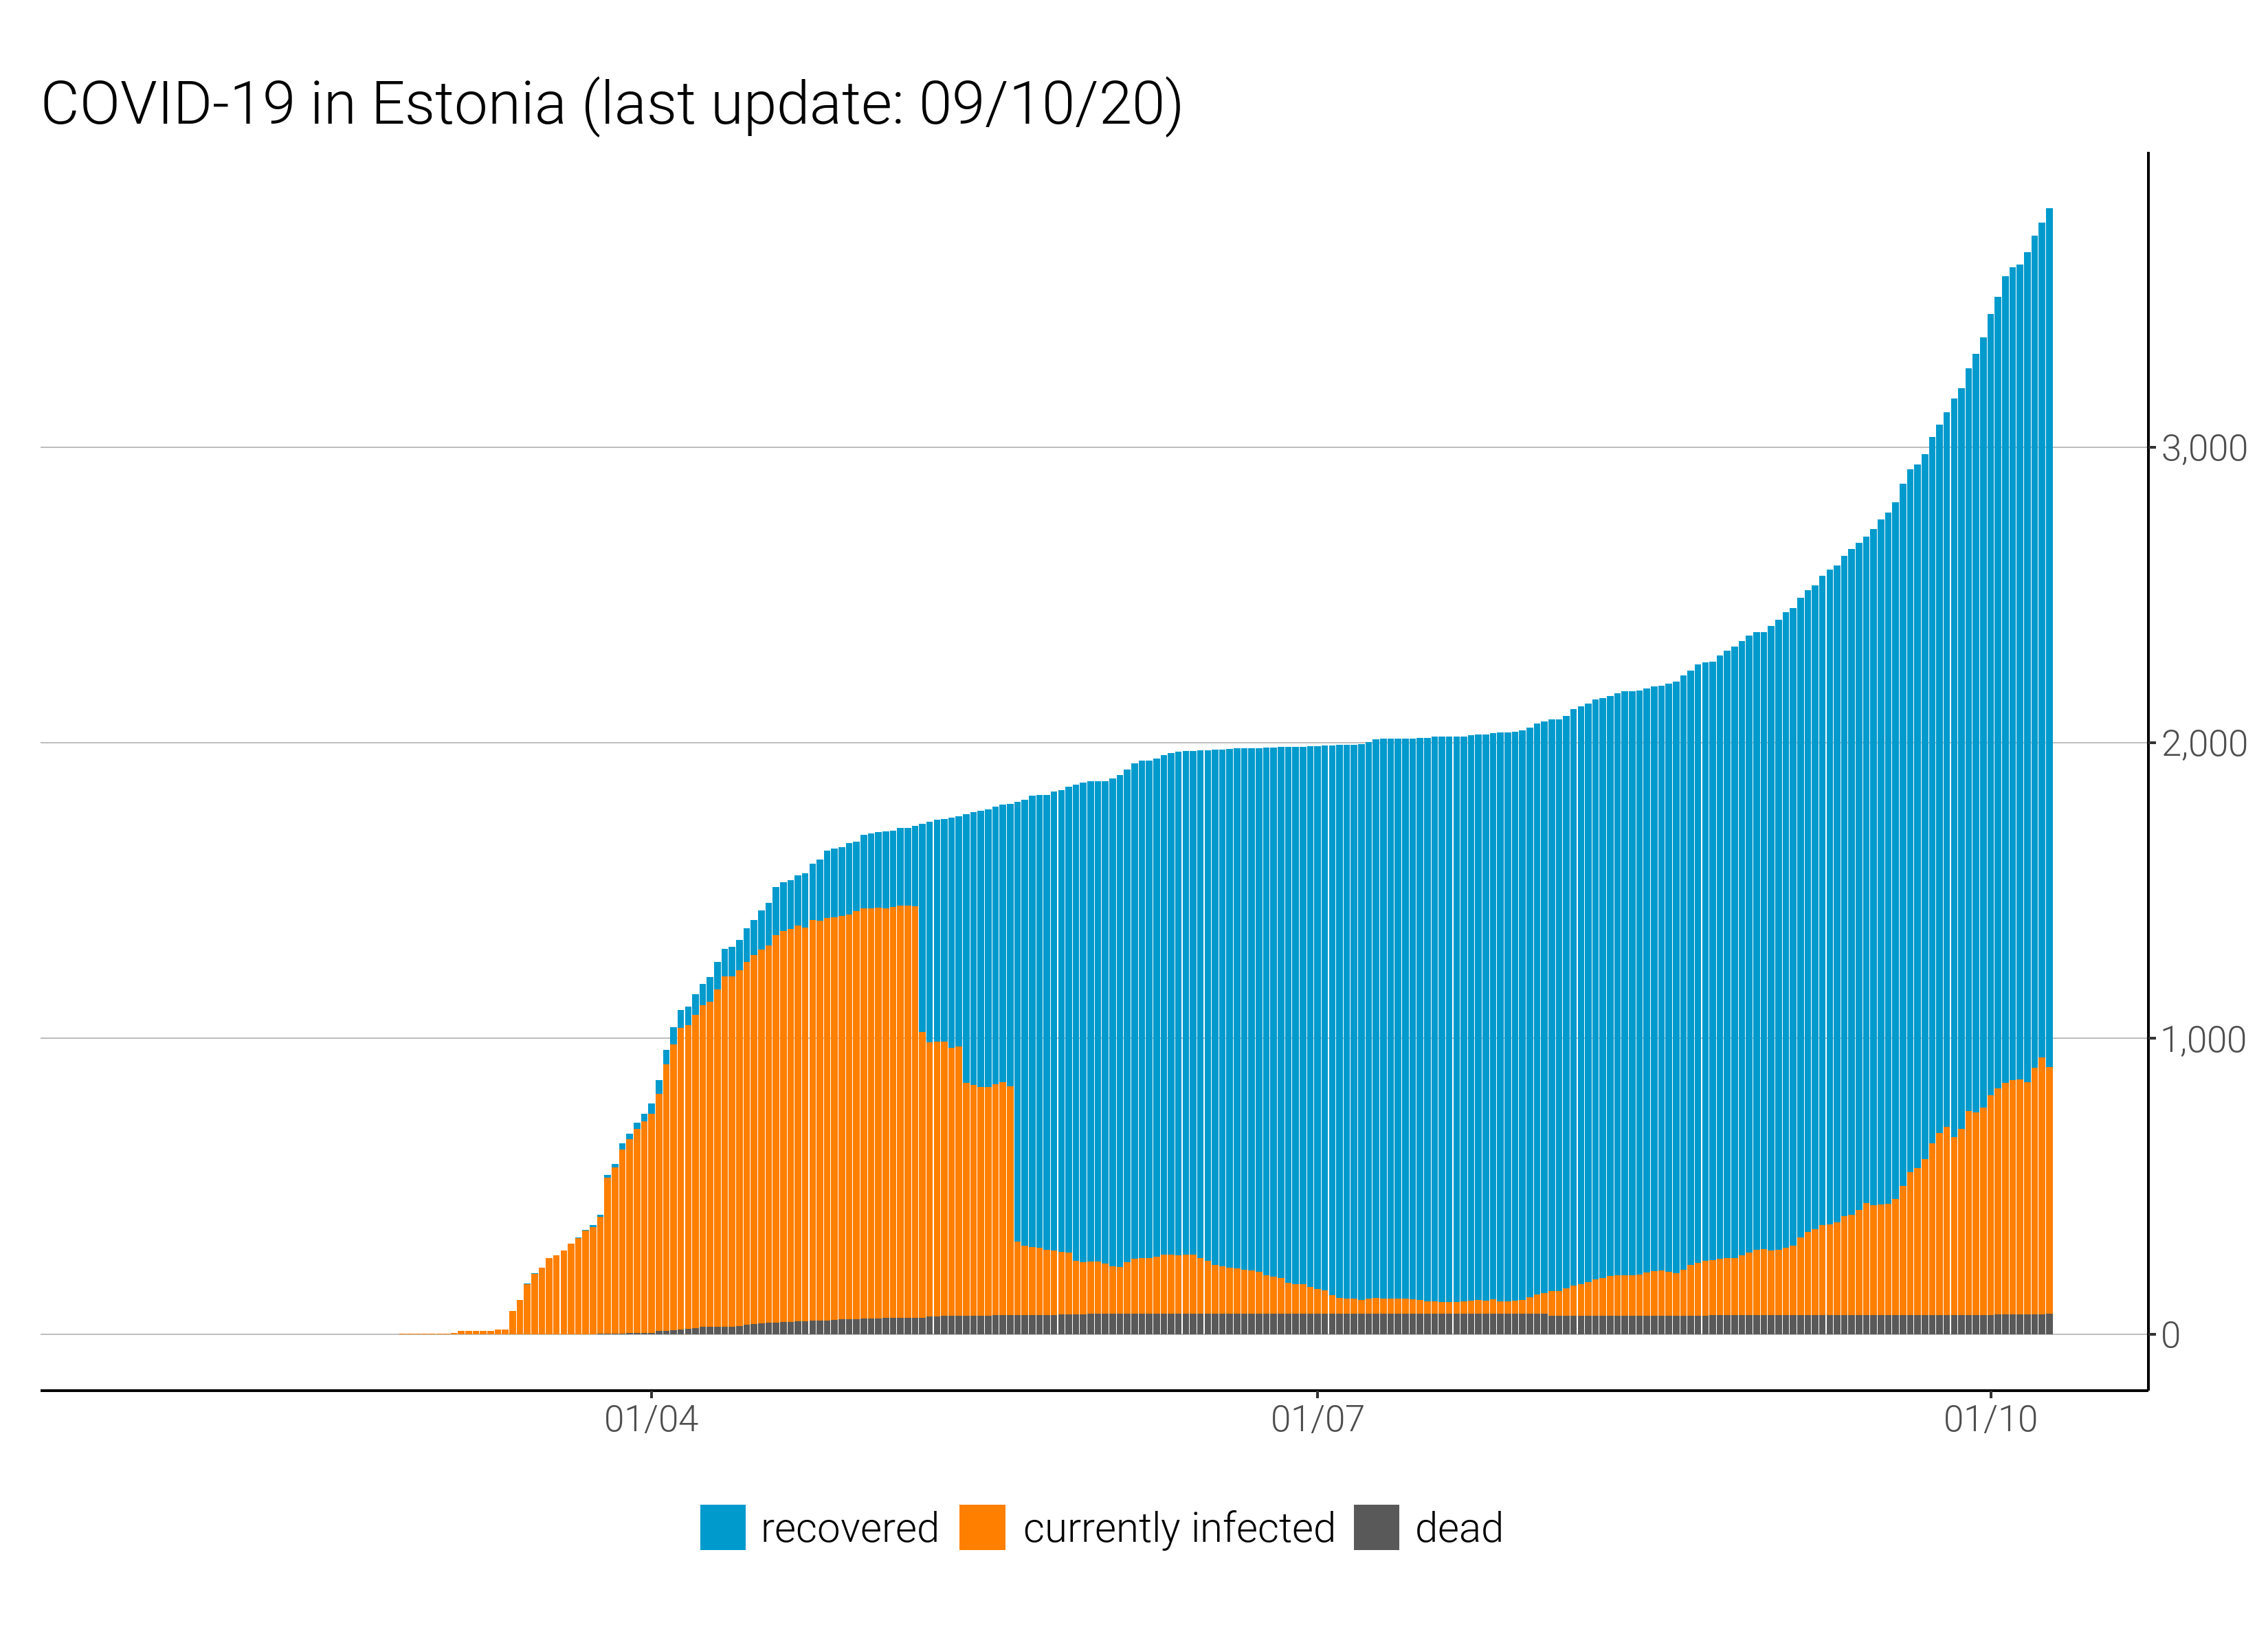 COVID-19 in Estonia (last update: 09/10/20)
3,000
2,000
1,000
0
01/04 01/07 01/10
recovered currently infected dead